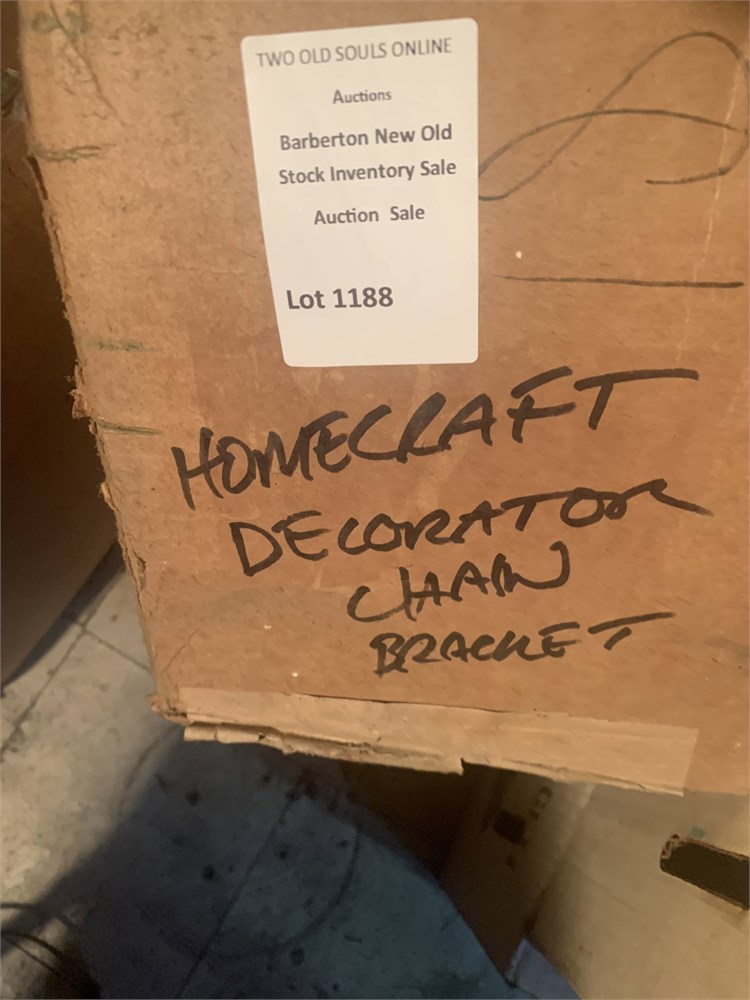 TWO OLD SOULS ONLINE
Auctions
Barberton New Old
Stock Inventory Sale
Auction Sale
Lot 1188
HOMECRAFT
DECORATOR
CHAIN
BRACKET